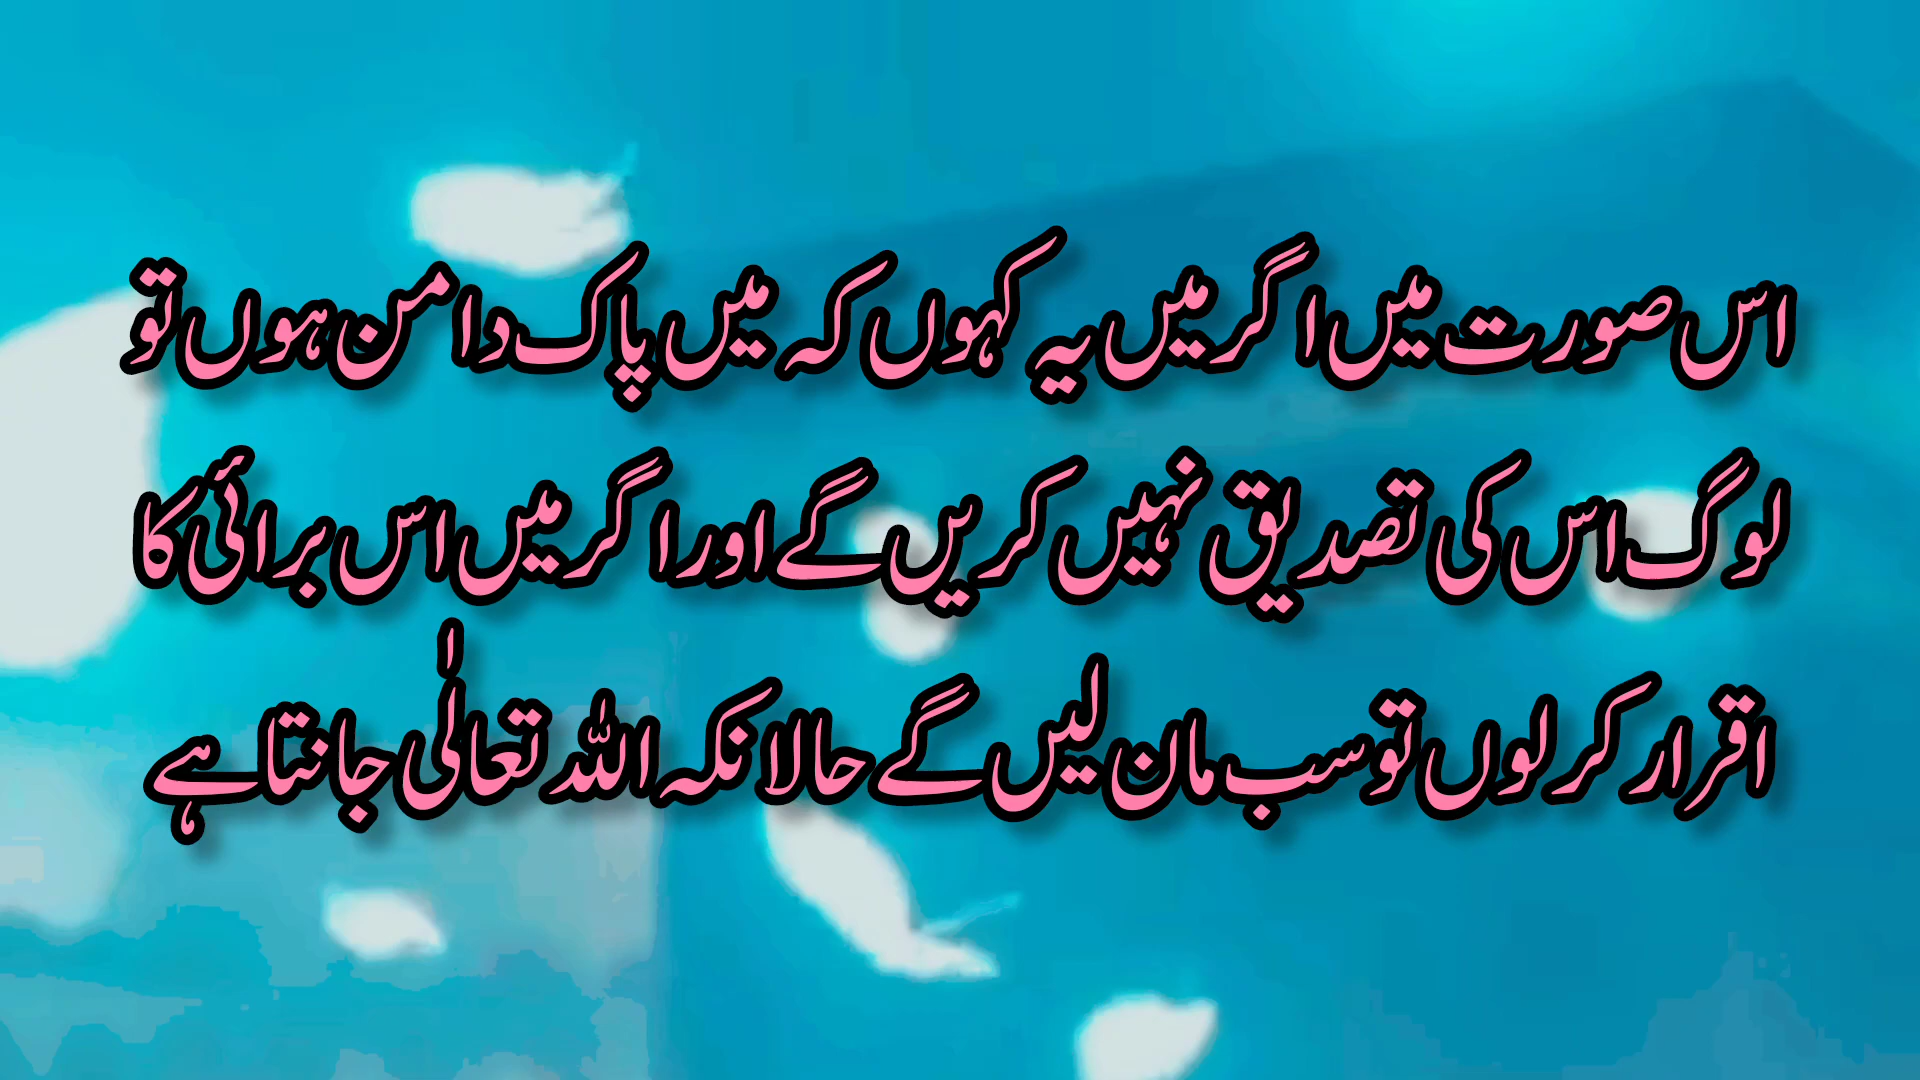 اس صورت میں اگر میں یہ کہوں کہ میں پاک دامن ہوں تو
لوگ اس کی تصدیق نہیں کریں گے اور اگر میں اس برائی کا
اقرار کر لوں تو سب مان لیں گے حالانکہ اللہ تعالٰی جانتا ہے